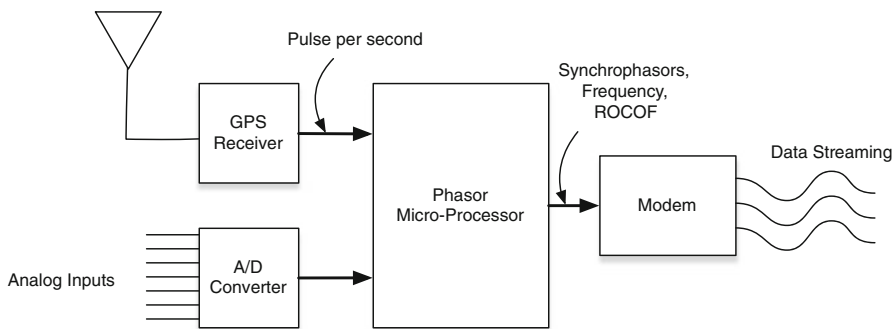 Pulse per second
GPS
Receiver
Synchrophasors,
Frequency,
ROCOF
Data Streaming
Phasor
Micro-Processor
Modem
Analog Inputs
A/D
Converter